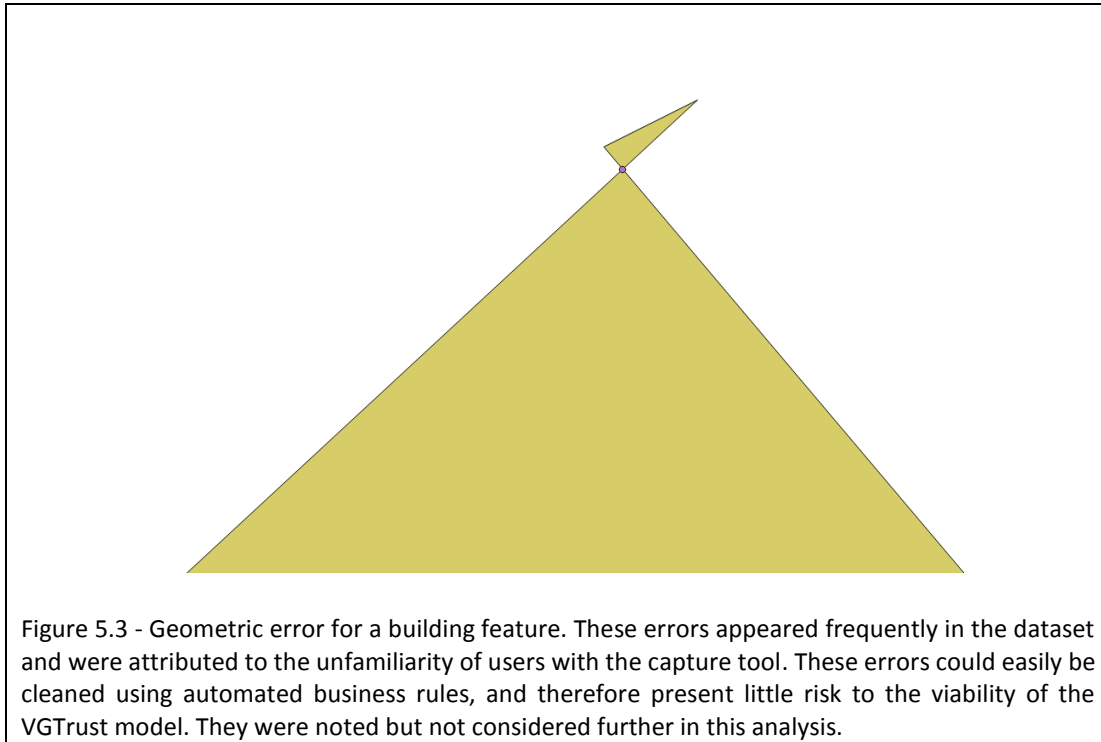 Figure 5.3 - Geometric error for a building feature. These errors appeared frequently in the dataset
and were attributed to the unfamiliarity of users with the capture tool. These errors could easily be
cleaned using automated business rules, and therefore present little risk to the viability of the
VGTrust model. They were noted but not considered further in this analysis.